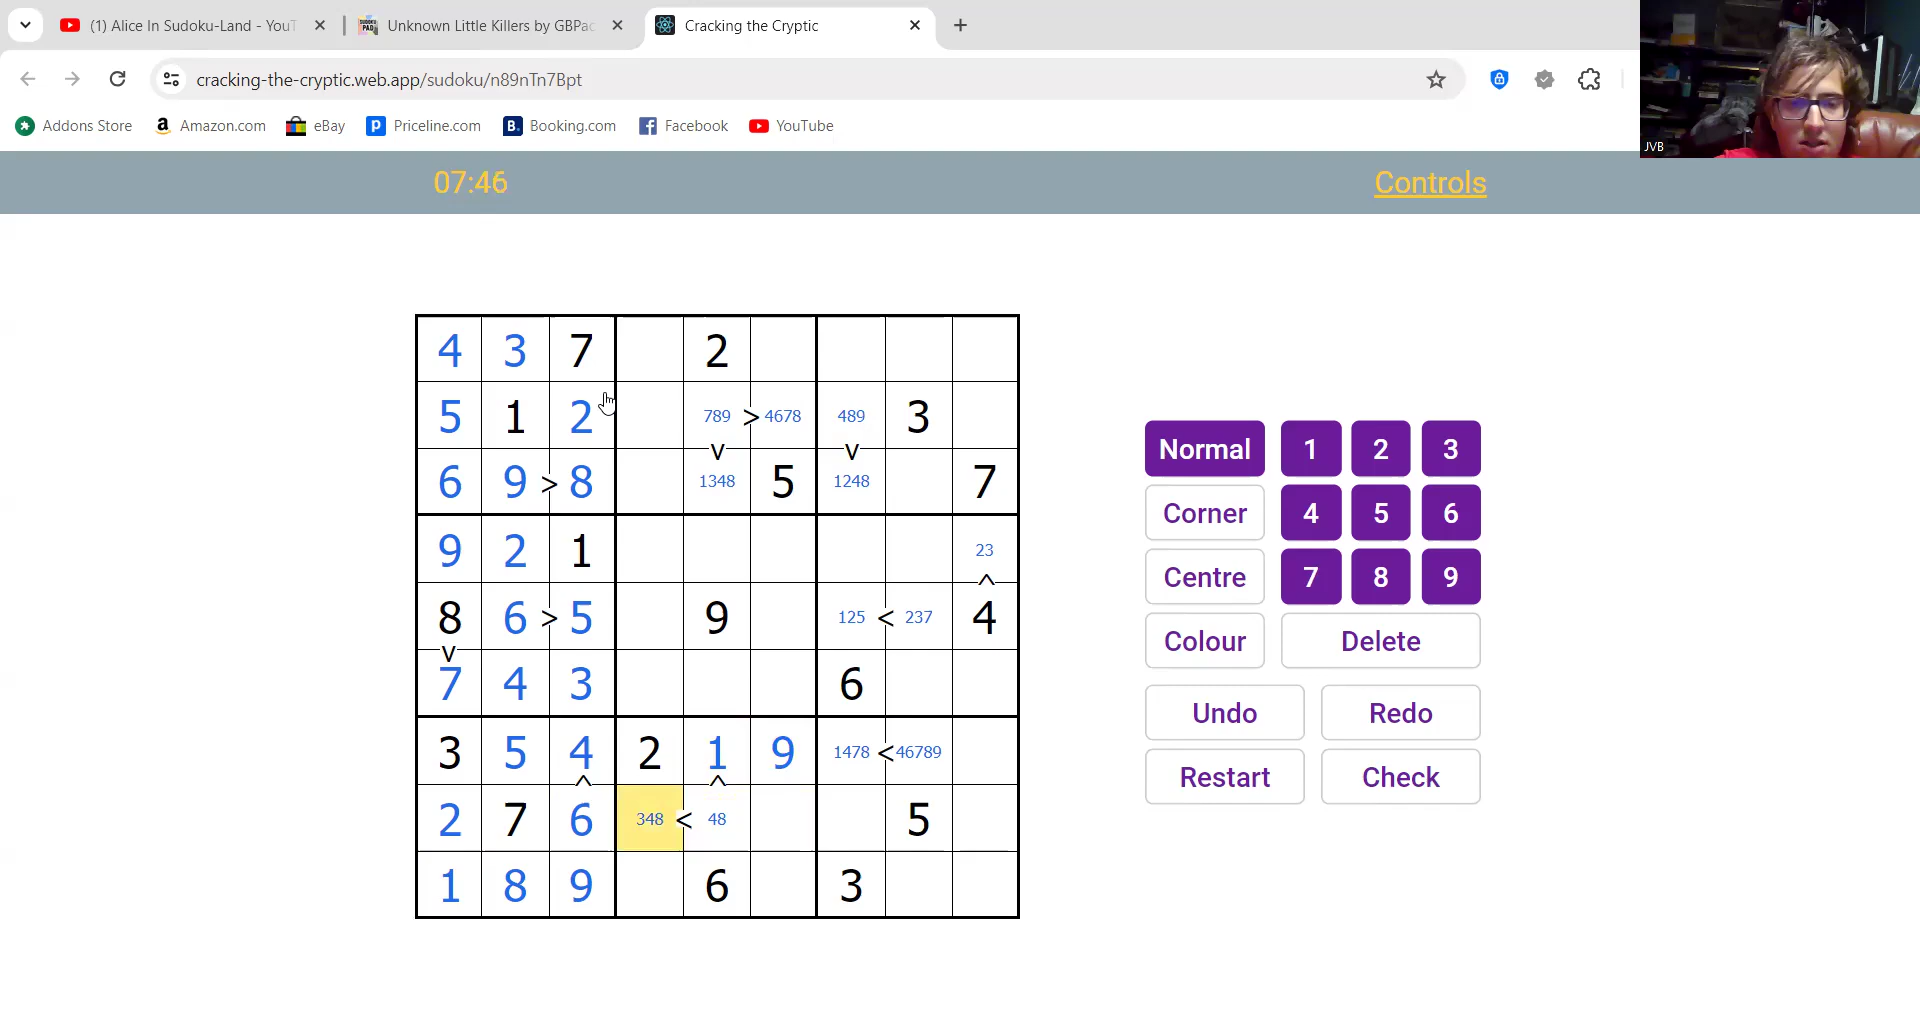 (1) Alice In Sudoku-Land - YouT
Unknown Little Killers by GBPac
Cracking the Cryptic
cracking-the-cryptic.web.app/sudoku/n89nTn7Bpt
Addons Store
Amazon.com
eBay
Priceline.com
Booking.com
Facebook
YouTube
JVB
07:46
Controls
4 3 7 2
5 1 2 789 > 4678 489 3
v v
6 9 > 8 1348 5 1248 7
9 2 1 23
^
8 6 > 5 9 125 < 237 4
v
7 4 3 6
3 5 4 2 1 9 1478 < 46789
^ ^
2 7 6 348 < 48 5
1 8 9 6 3
Normal 1 2 3
Corner 4 5 6
Centre 7 8 9
Colour Delete
Undo Redo
Restart Check